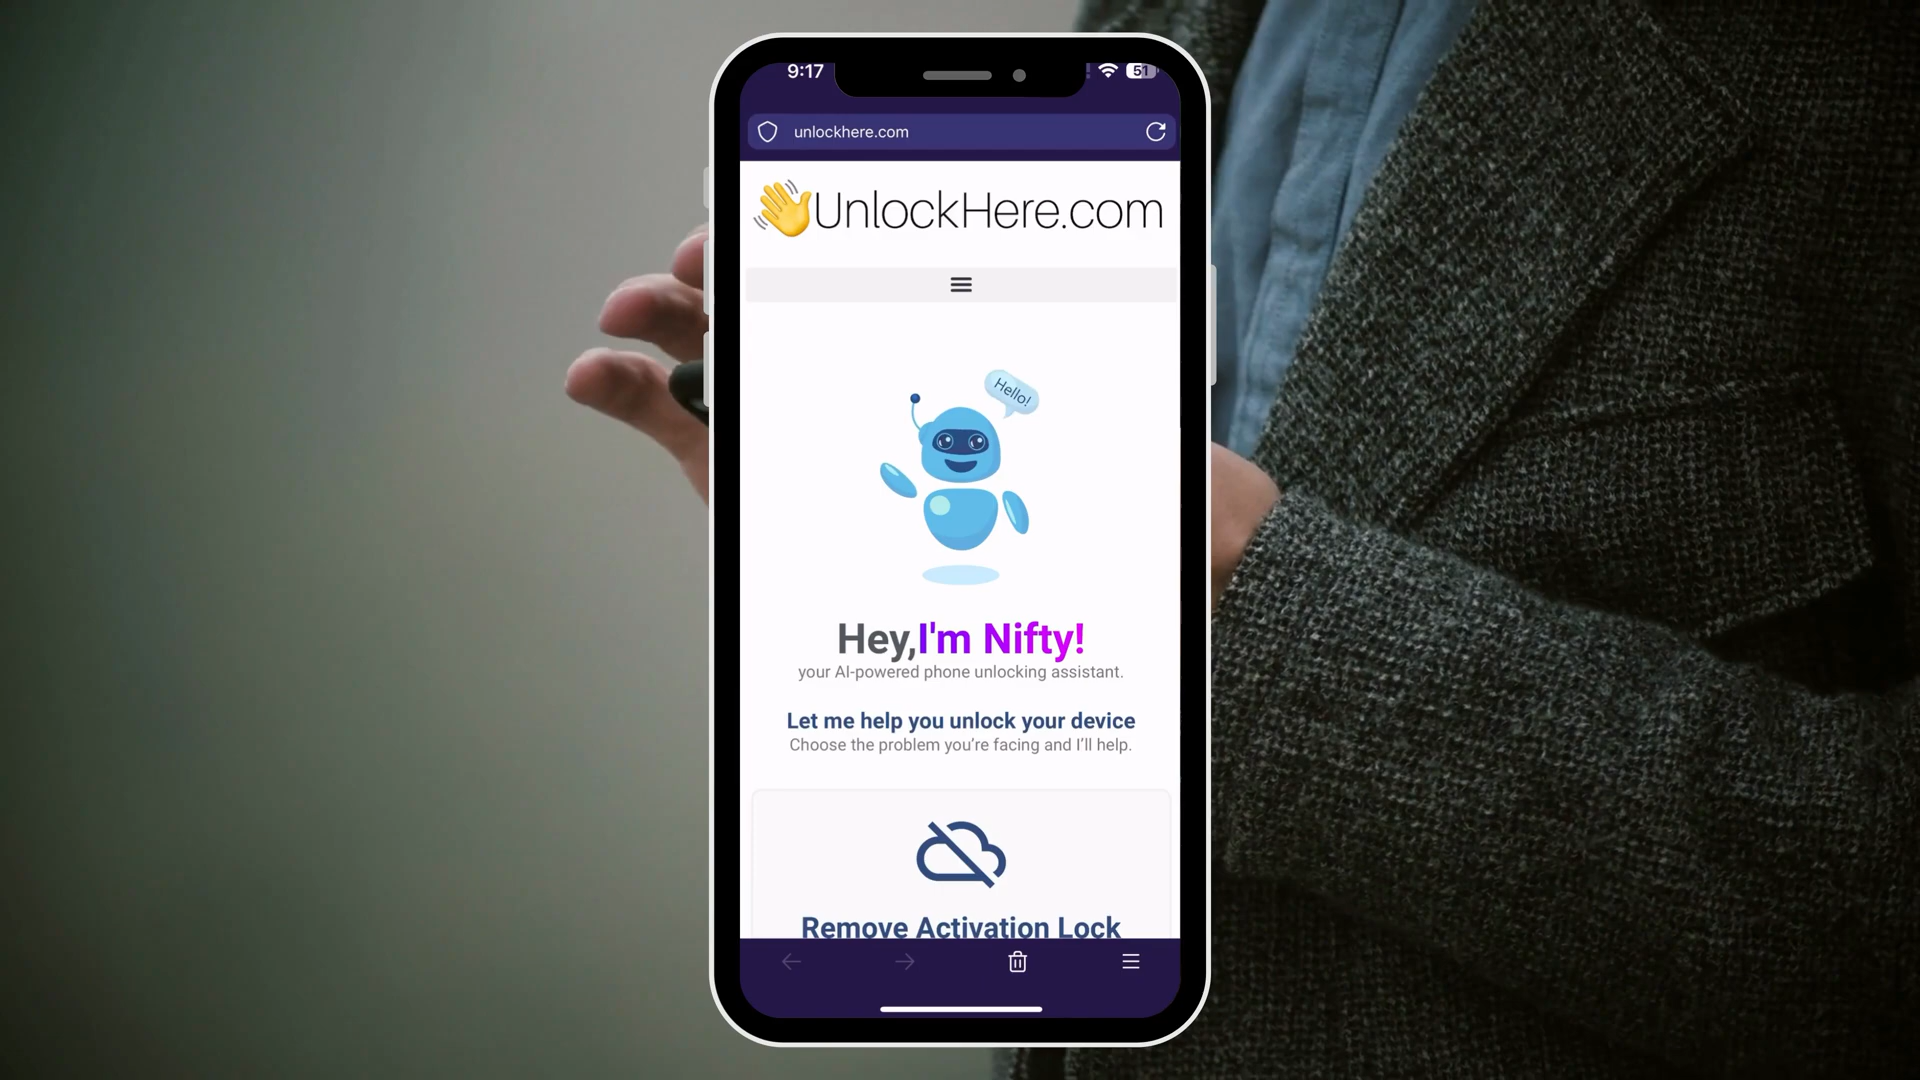 9:17
51
unlockhere.com
UnlockHere.com
Hello!
Hey,I'm Nifty!
your AI-powered phone unlocking assistant.
Let me help you unlock your device
Choose the problem you're facing and I'll help.
Remove Activation Lock